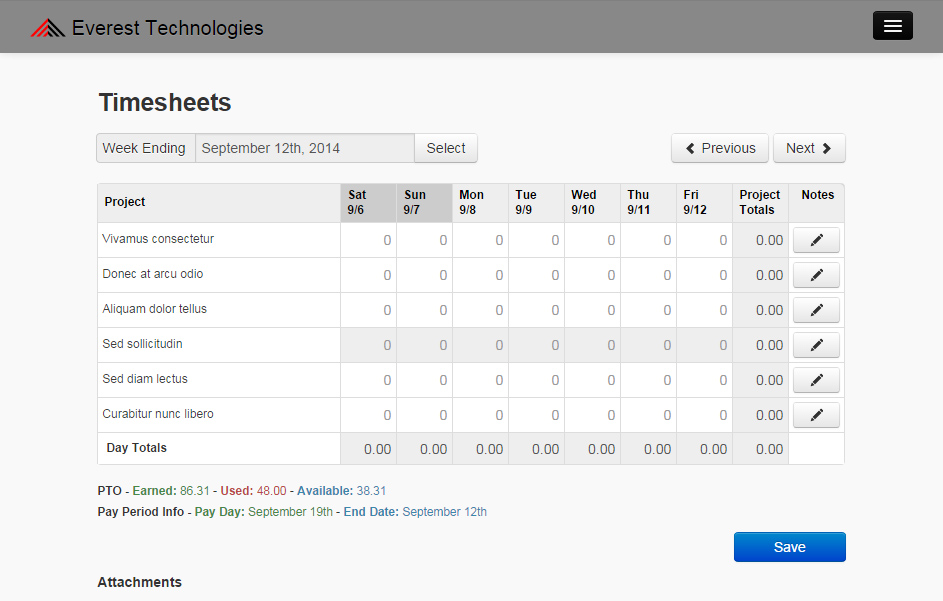 Everest Technologies
Timesheets
Week Ending September 12th, 2014 Select Previous Next
Project Sat 9/6 Sun 9/7 Mon 9/8 Tue 9/9 Wed 9/10 Thu 9/11 Fri 9/12 Project Totals Notes
Vivamus consectetur 0 0 0 0 0 0 0 0.00
Donec at arcu odio 0 0 0 0 0 0 0 0.00
Aliquam dolor tellus 0 0 0 0 0 0 0 0.00
Sed sollicitudin 0 0 0 0 0 0 0 0.00
Sed diam lectus 0 0 0 0 0 0 0 0.00
Curabitur nunc libero 0 0 0 0 0 0 0 0.00
Day Totals 0.00 0.00 0.00 0.00 0.00 0.00 0.00 0.00
PTO - Earned: 86.31 - Used: 48.00 - Available: 38.31
Pay Period Info - Pay Day: September 19th - End Date: September 12th
Save
Attachments